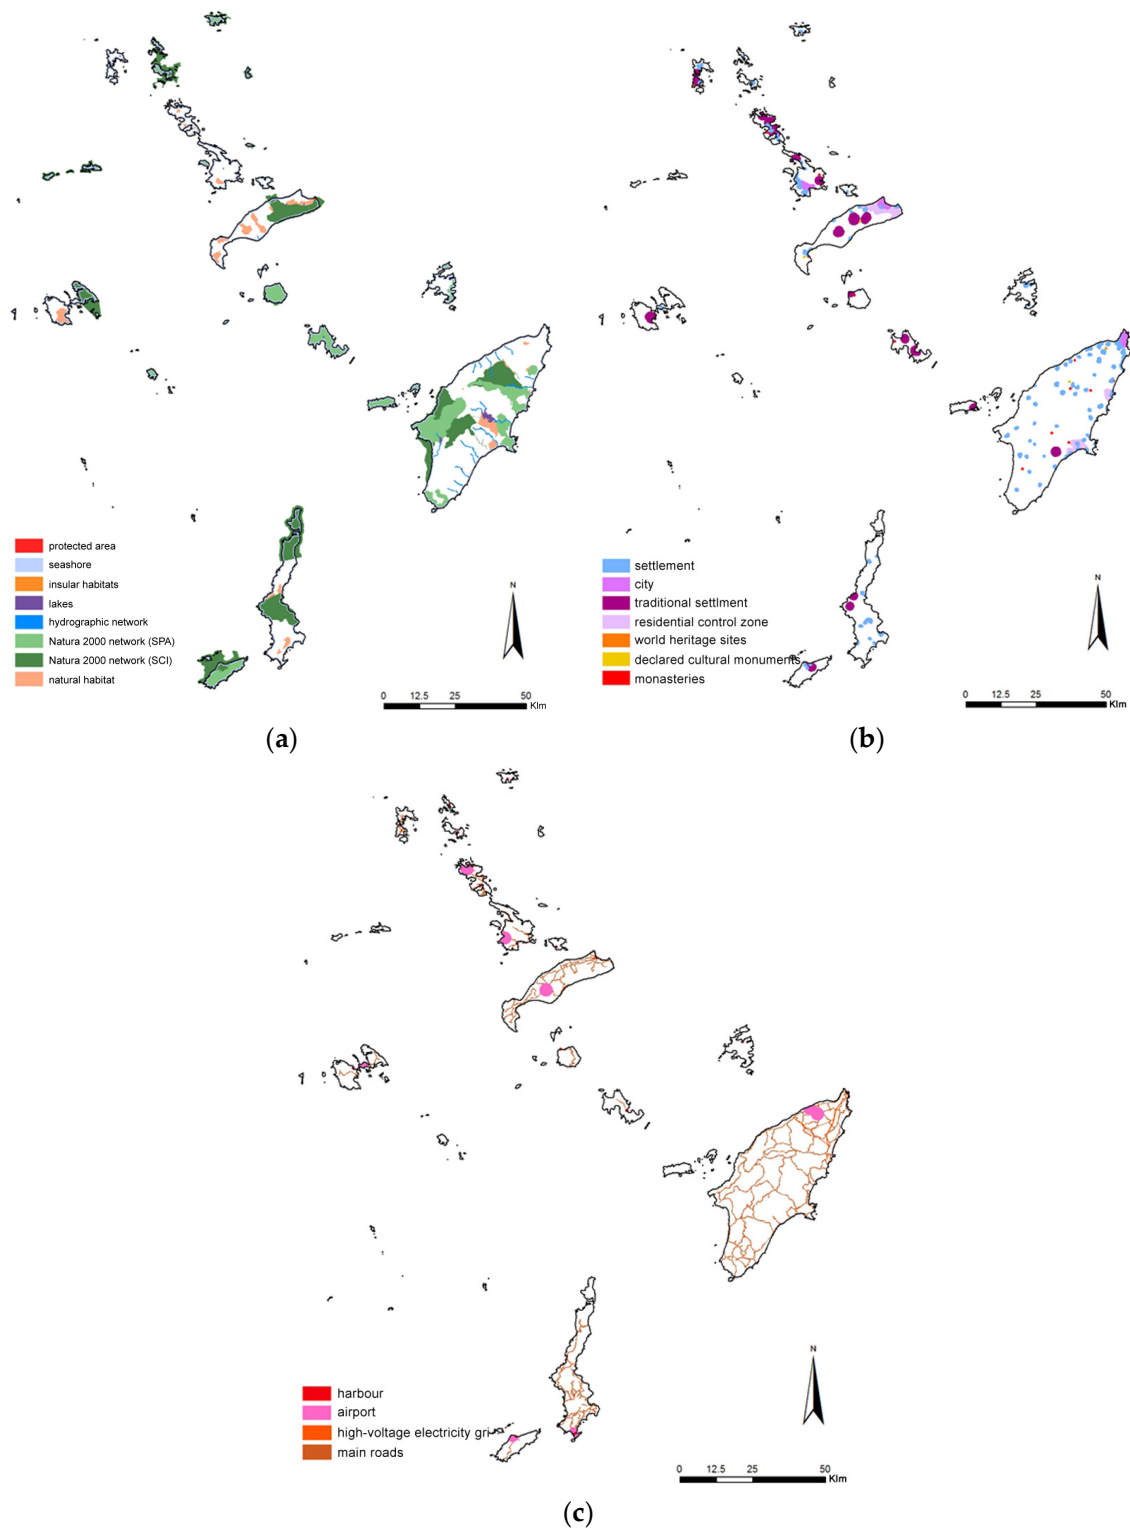 protected area
seashore
insular habitats
lakes
hydrographic network
Natura 2000 network (SPA)
Natura 2000 network (SCI)
natural habitat
N
0 12.5 25 50
Klm
(a)
settlement
city
traditional settlment
residential control zone
world heritage sites
declared cultural monuments
monasteries
N
0 12.5 25 50
Klm
(b)
harbour
airport
high-voltage electricity gri
main roads
N
0 12.5 25 50
Klm
(c)